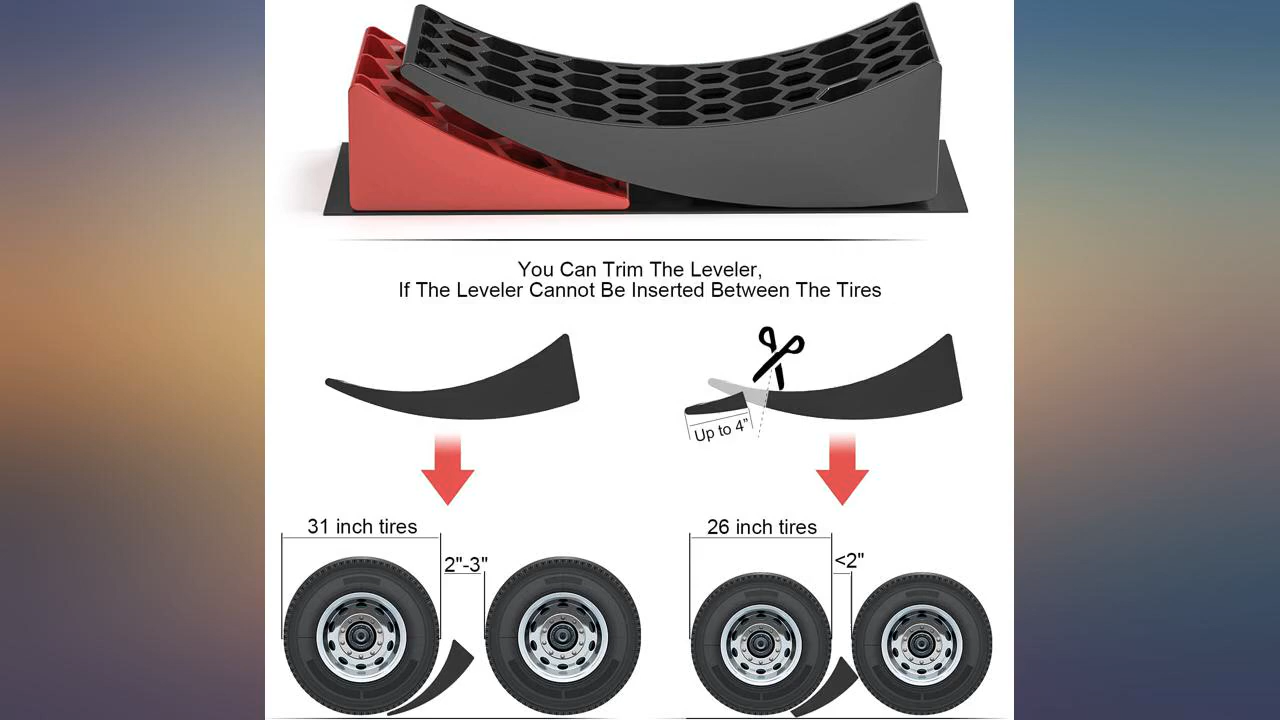 You Can Trim The Leveler,
If The Leveler Cannot Be Inserted Between The Tires
Up to 4"
31 inch tires
2"-3"
26 inch tires
<2"